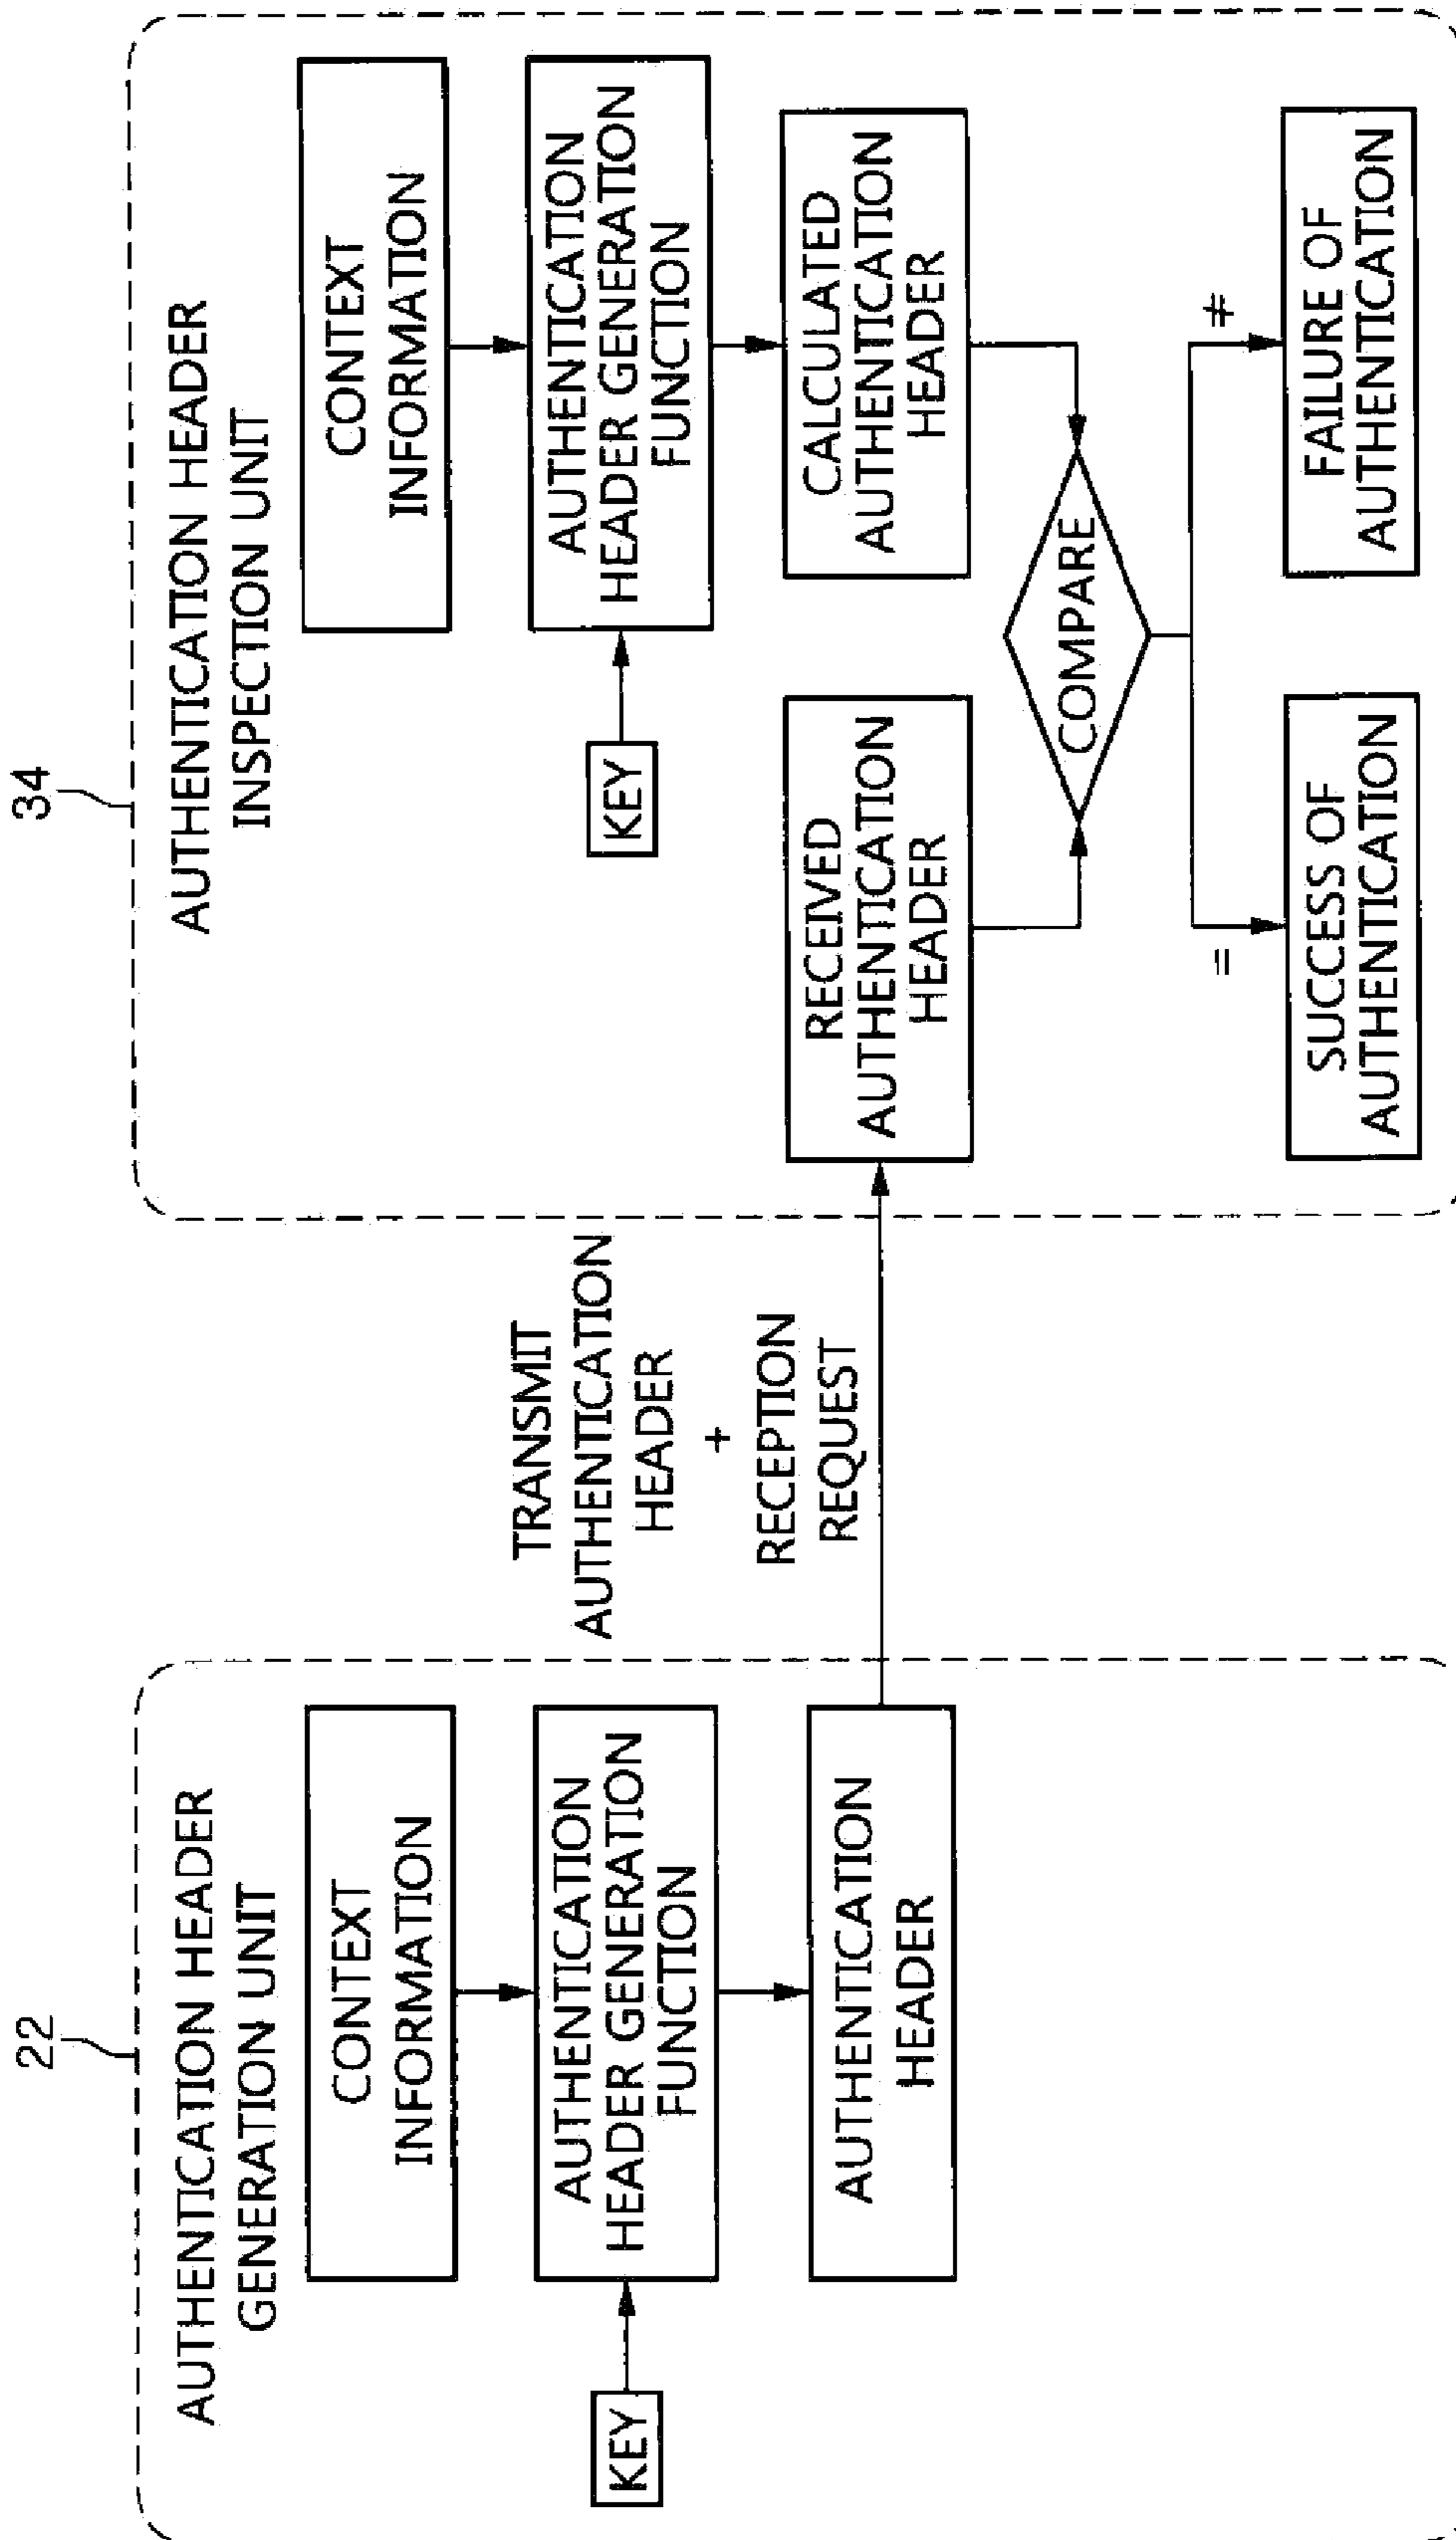 22
AUTHENTICATION HEADER
GENERATION UNIT
CONTEXT
INFORMATION
KEY
AUTHENTICATION
HEADER GENERATION
FUNCTION
AUTHENTICATION
HEADER
TRANSMIT
AUTHENTICATION
HEADER
+
RECEPTION
REQUEST
34
AUTHENTICATION HEADER
INSPECTION UNIT
CONTEXT
INFORMATION
KEY
AUTHENTICATION
HEADER GENERATION
FUNCTION
RECEIVED
AUTHENTICATION
HEADER
CALCULATED
AUTHENTICATION
HEADER
COMPARE
=
≠
SUCCESS OF
AUTHENTICATION
FAILURE OF
AUTHENTICATION